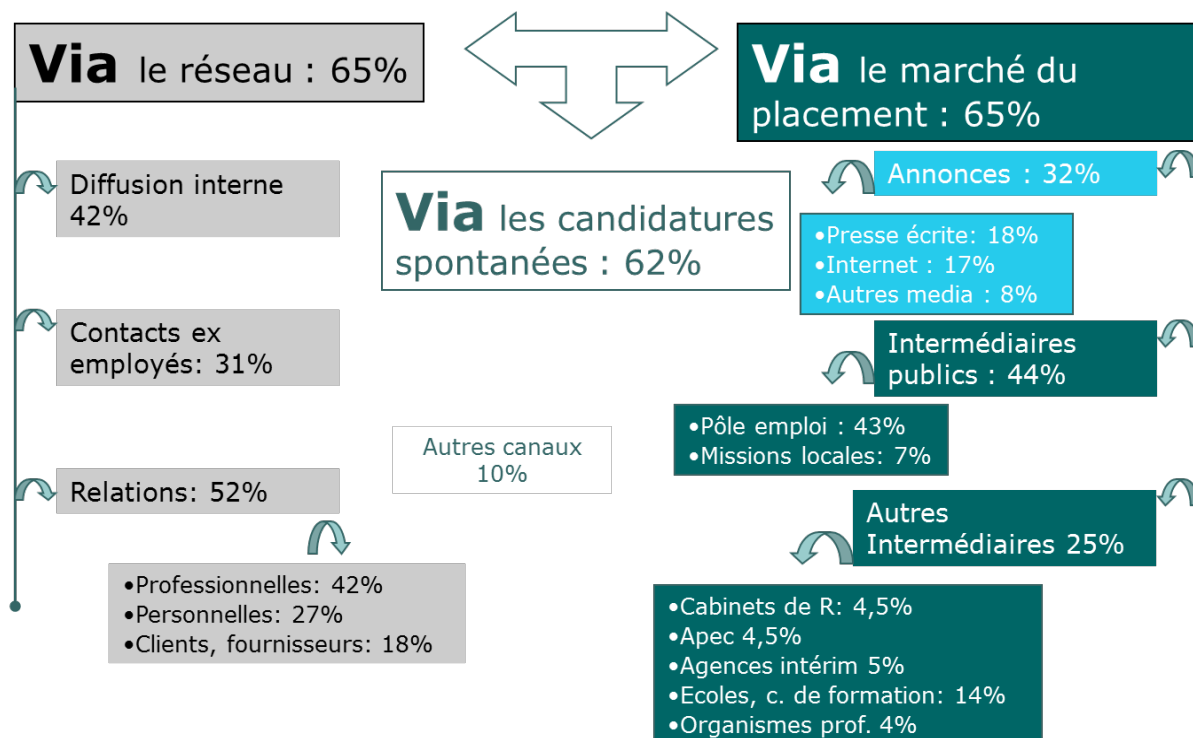 Via le réseau : 65%
Diffusion interne
42%
Contacts ex
employés: 31%
Relations: 52%
•Professionnelles: 42%
•Personnelles: 27%
•Clients, fournisseurs: 18%
Via les candidatures
spontanées : 62%
Autres canaux
10%
Via le marché du
placement : 65%
Annonces : 32%
•Presse écrite: 18%
•Internet : 17%
•Autres media : 8%
Intermédiaires
publics : 44%
•Pôle emploi : 43%
•Missions locales: 7%
Autres
Intermédiaires 25%
•Cabinets de R: 4,5%
•Apec 4,5%
•Agences intérim 5%
•Ecoles, c. de formation: 14%
•Organismes prof. 4%